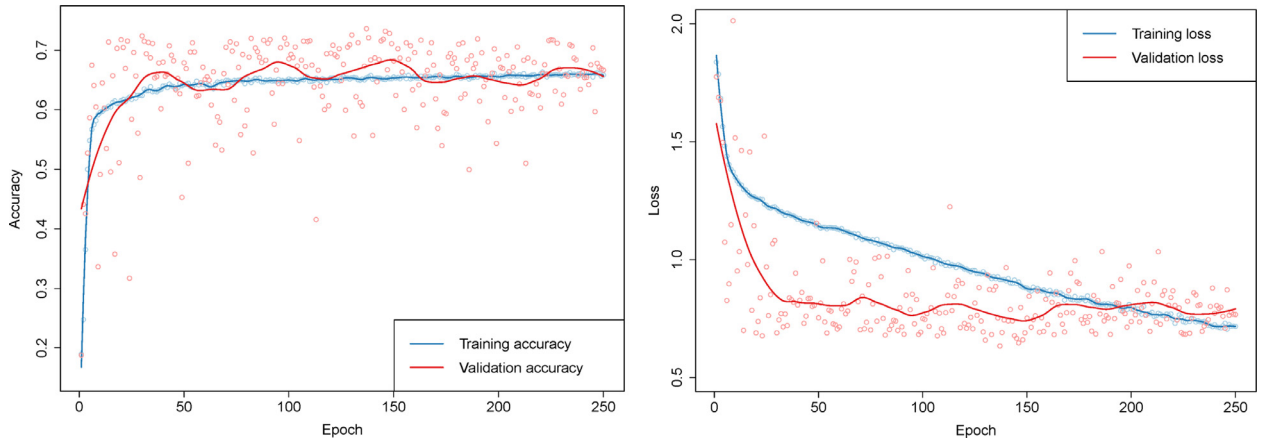 0.7
0.6
0.5
0.4
0.3
0.2
Accuracy
Training accuracy
Validation accuracy
0 50 100 150 200 250
Epoch
2.0
1.5
1.0
0.5
Loss
Training loss
Validation loss
0 50 100 150 200 250
Epoch